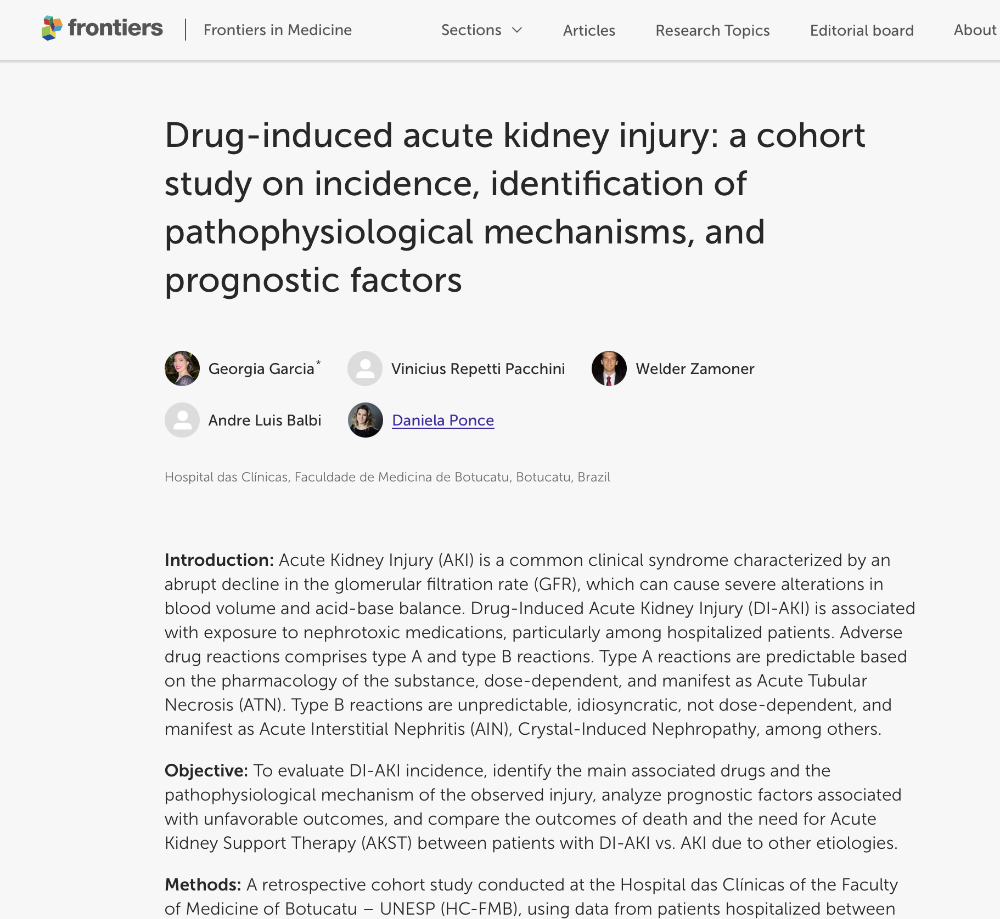 frontiers
Frontiers in Medicine
Sections
Articles
Research Topics
Editorial board
About
Drug-induced acute kidney injury: a cohort
study on incidence, identification of
pathophysiological mechanisms, and
prognostic factors
Georgia Garcia*
Vinicius Repetti Pacchini
Welder Zamoner
Andre Luis Balbi
Daniela Ponce
Hospital das Clínicas, Faculdade de Medicina de Botucatu, Botucatu, Brazil
Introduction: Acute Kidney Injury (AKI) is a common clinical syndrome characterized by an
abrupt decline in the glomerular filtration rate (GFR), which can cause severe alterations in
blood volume and acid-base balance. Drug-Induced Acute Kidney Injury (DI-AKI) is associated
with exposure to nephrotoxic medications, particularly among hospitalized patients. Adverse
drug reactions comprises type A and type B reactions. Type A reactions are predictable based
on the pharmacology of the substance, dose-dependent, and manifest as Acute Tubular
Necrosis (ATN). Type B reactions are unpredictable, idiosyncratic, not dose-dependent, and
manifest as Acute Interstitial Nephritis (AIN), Crystal-Induced Nephropathy, among others.
Objective: To evaluate DI-AKI incidence, identify the main associated drugs and the
pathophysiological mechanism of the observed injury, analyze prognostic factors associated
with unfavorable outcomes, and compare the outcomes of death and the need for Acute
Kidney Support Therapy (AKST) between patients with DI-AKI vs. AKI due to other etiologies.
Methods: A retrospective cohort study conducted at the Hospital das Clínicas of the Faculty
of Medicine of Botucatu – UNESP (HC-FMB), using data from patients hospitalized between